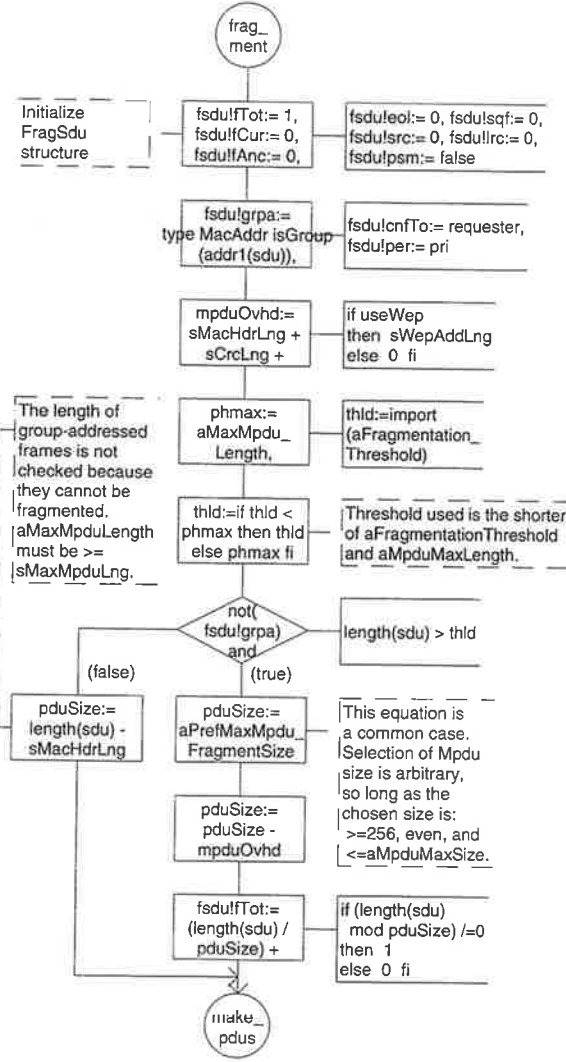 frag_
ment
Initialize
FragSdu
structure
fsdu!fTot:= 1,
fsdu!fCur:= 0,
fsdu!fAnc:= 0,
fsdu!eol:= 0, fsdu!sqf:= 0,
fsdu!src:= 0, fsdu!lrc:= 0,
fsdu!psm:= false
fsdu!grpa:=
type MacAddr isGroup
(addr1(sdu)),
fsdu!cnfTo:= requester,
fsdu!per:= pri
mpduOvhd:=
sMacHdrLng +
sCrcLng +
if useWep
then sWepAddLng
else 0 fi
The length of
group-addressed
frames is not
checked because
they cannot be
fragmented.
aMaxMpduLength
must be >=
sMaxMpduLng.
phmax:=
aMaxMpdu_
Length,
thld:=import
(aFragmentation_
Threshold)
thld:=if thld <
phmax then thld
else phmax fi
Threshold used is the shorter
of aFragmentationThreshold
and aMpduMaxLength.
not(
fsdu!grpa)
and
length(sdu) > thld
(false)
(true)
pduSize:=
length(sdu) -
sMacHdrLng
pduSize:=
aPrefMaxMpdu_
FragmentSize
This equation is
a common case.
Selection of Mpdu
size is arbitrary,
so long as the
chosen size is:
>=256, even, and
<=aMpduMaxSize.
pduSize:=
pduSize -
mpduOvhd
fsdu!fTot:=
(length(sdu) /
pduSize) +
if (length(sdu)
mod pduSize) /=0
then 1
else 0 fi
make_
pdus